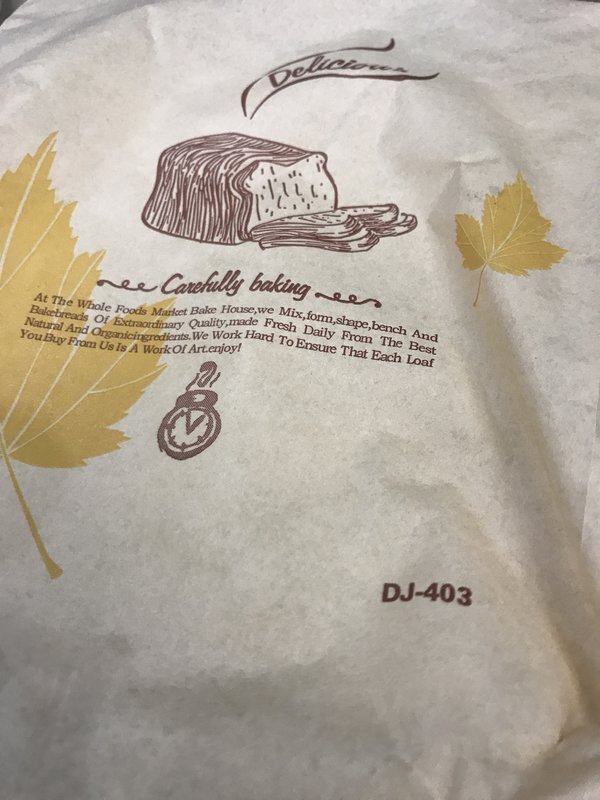 Delicious
Carefully baking
At The Whole Foods Market Bake House,we Mix,form,shape,bench And
Bakebreads Of Extraordinary Quality,made Fresh Daily From The Best
Natural And Organicingredients.We Work Hard To Ensure That Each Loaf
You Buy From Us Is A Work Of Art.enjoy!
DJ-403